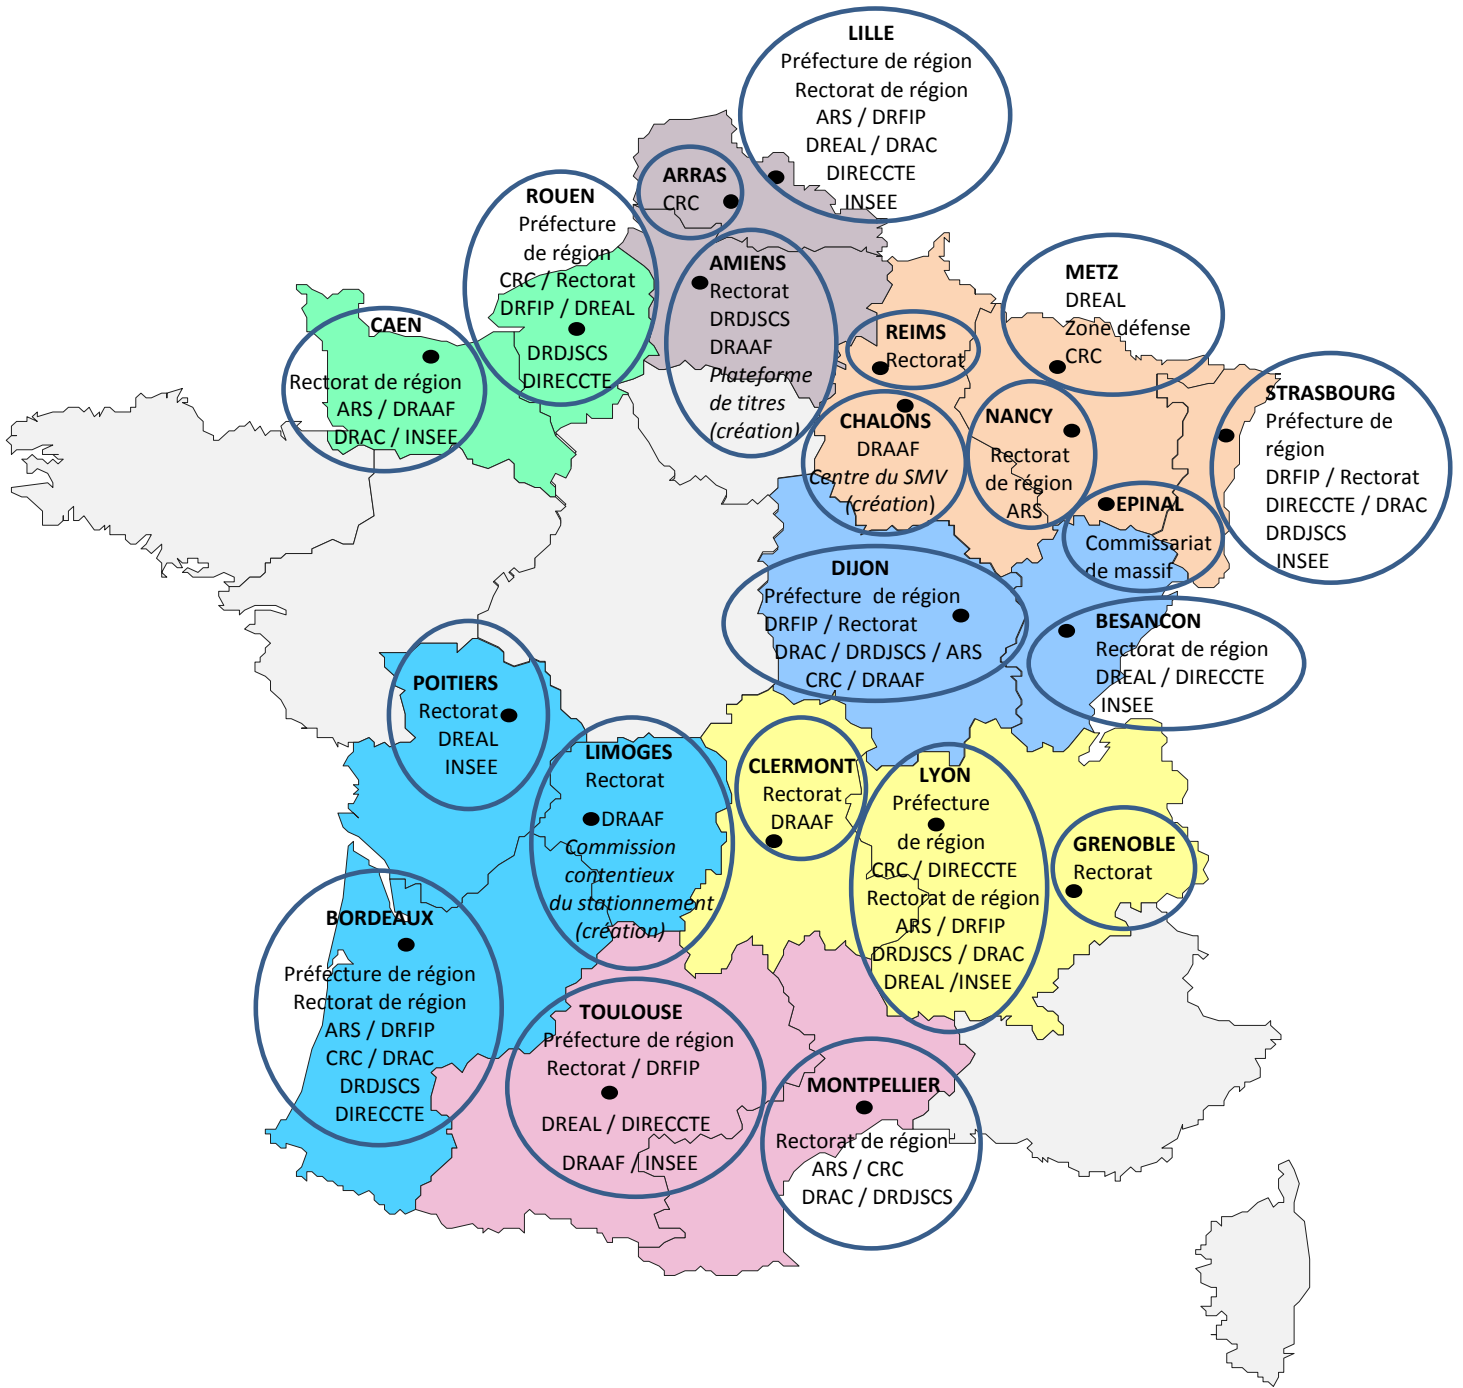 LILLE
Préfecture de région
Rectorat de région
ARS / DRFIP
DREAL / DRAC
DIRECCTE
INSEE
ARRAS
CRC
ROUEN
Préfecture
de région
CRC / Rectorat
DRFIP / DREAL
DRDJSCS
DIRECCTE
AMIENS
Rectorat
DRDJSCS
DRAAF
Plateforme
de titres
(création)
CAEN
Rectorat de région
ARS / DRAAF
DRAC / INSEE
REIMS
Rectorat
METZ
DREAL
Zone défense
CRC
CHALONS
DRAAF
Centre du SMV
(création)
NANCY
Rectorat
de région
ARS
STRASBOURG
Préfecture de
région
DRFIP / Rectorat
DIRECCTE / DRAC
DRDJSCS
INSEE
EPINAL
Commissariat
de massif
DIJON
Préfecture de région
DRFIP / Rectorat
DRAC / DRDJSCS / ARS
CRC / DRAAF
BESANCON
Rectorat de région
DREAL / DIRECCTE
INSEE
POITIERS
Rectorat
DREAL
INSEE
LIMOGES
Rectorat
DRAAF
Commission
contentieux
du stationnement
(création)
CLERMONT
Rectorat
DRAAF
LYON
Préfecture
de région
CRC / DIRECCTE
Rectorat de région
ARS / DRFIP
DRDJSCS / DRAC
DREAL /INSEE
GRENOBLE
Rectorat
BORDEAUX
Préfecture de région
Rectorat de région
ARS / DRFIP
CRC / DRAC
DRDJSCS
DIRECCTE
TOULOUSE
Préfecture de région
Rectorat / DRFIP
DREAL / DIRECCTE
DRAAF / INSEE
MONTPELLIER
Rectorat de région
ARS / CRC
DRAC / DRDJSCS